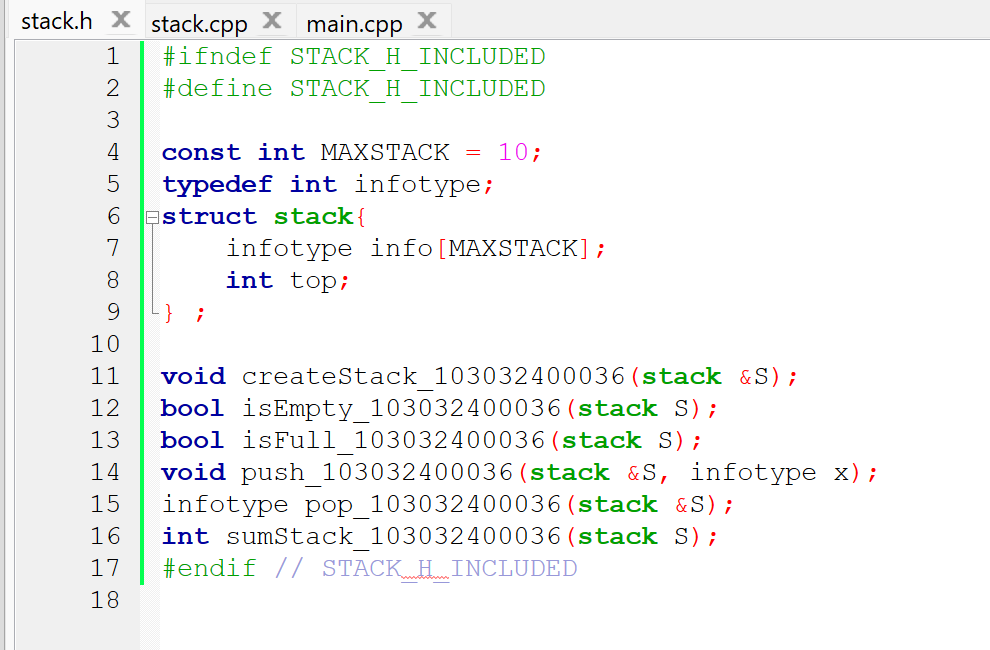 stack.h X stack.cpp X main.cpp X
1 #ifndef STACK_H_INCLUDED
2 #define STACK_H_INCLUDED
3
4 const int MAXSTACK = 10;
5 typedef int infotype;
6 struct stack{
7 infotype info[MAXSTACK];
8 int top;
9 } ;
10
11 void createStack_103032400036(stack &S);
12 bool isEmpty_103032400036(stack S);
13 bool isFull_103032400036(stack S);
14 void push_103032400036(stack &S, infotype x);
15 infotype pop_103032400036(stack &S);
16 int sumStack_103032400036(stack S);
17 #endif // STACK_H_INCLUDED
18